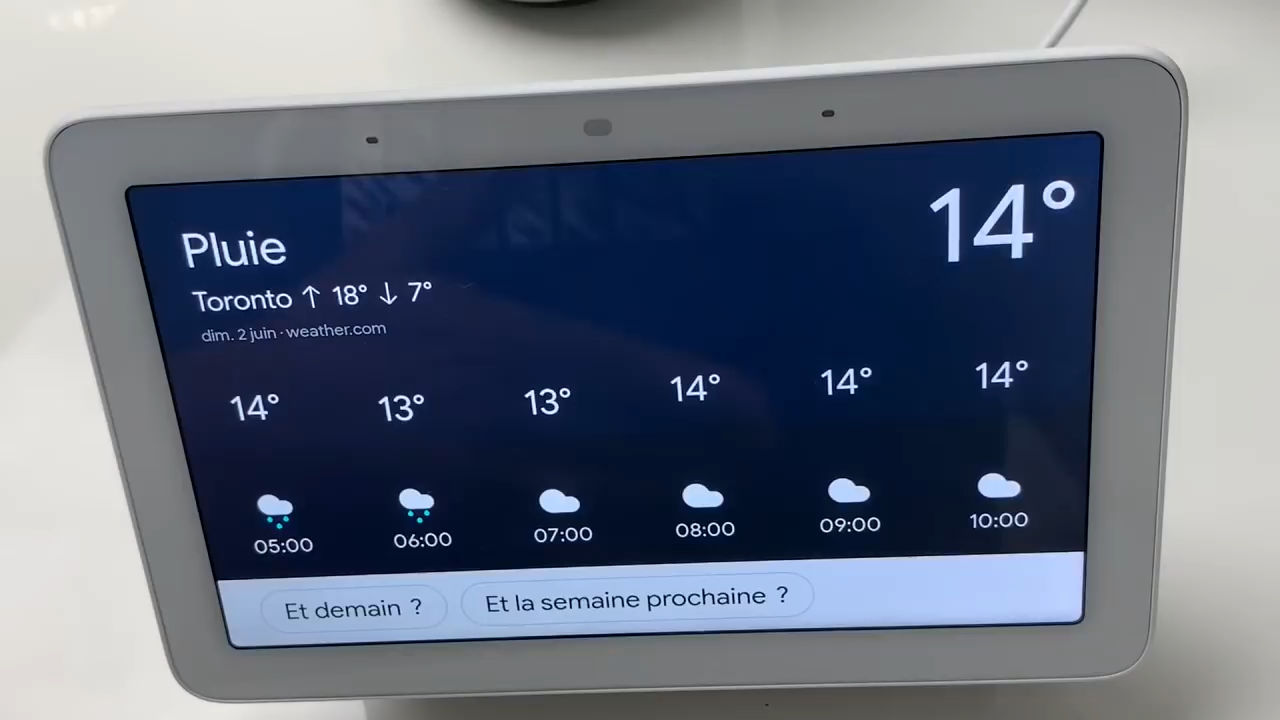 Pluie
14°
Toronto ↑ 18° ↓ 7°
dim. 2 juin · weather.com
14° 13° 13° 14° 14° 14°
05:00 06:00 07:00 08:00 09:00 10:00
Et demain ? Et la semaine prochaine ?